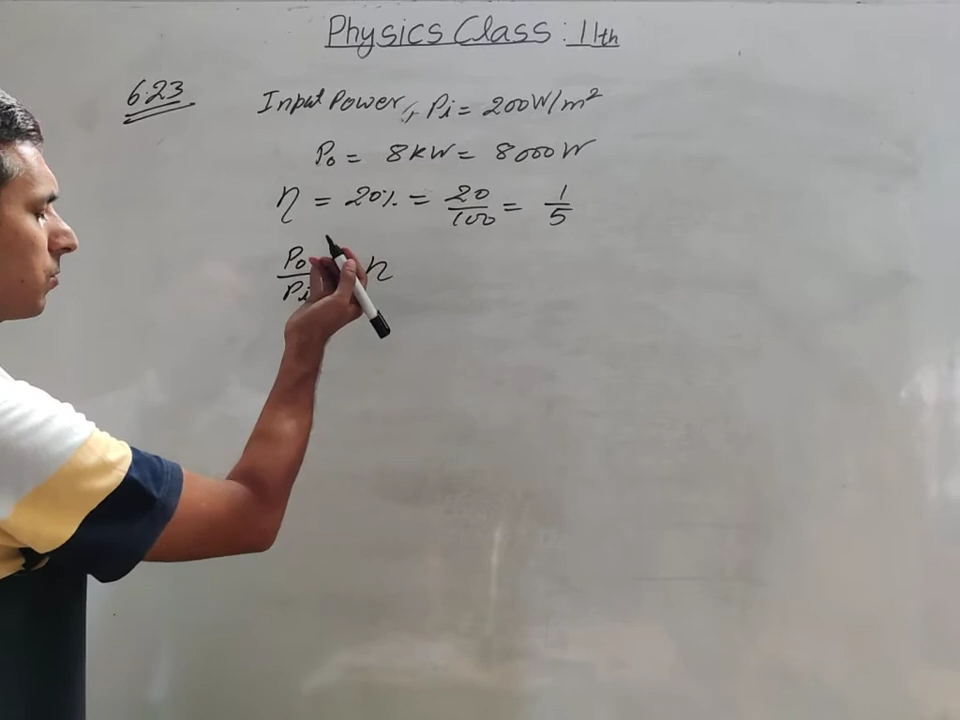 Physics Class : 11th
6.23
Input Power, Pi = 200W/m²
Po = 8kW = 8000W
η = 20% = 20/100 = 1/5
Po/Pi η